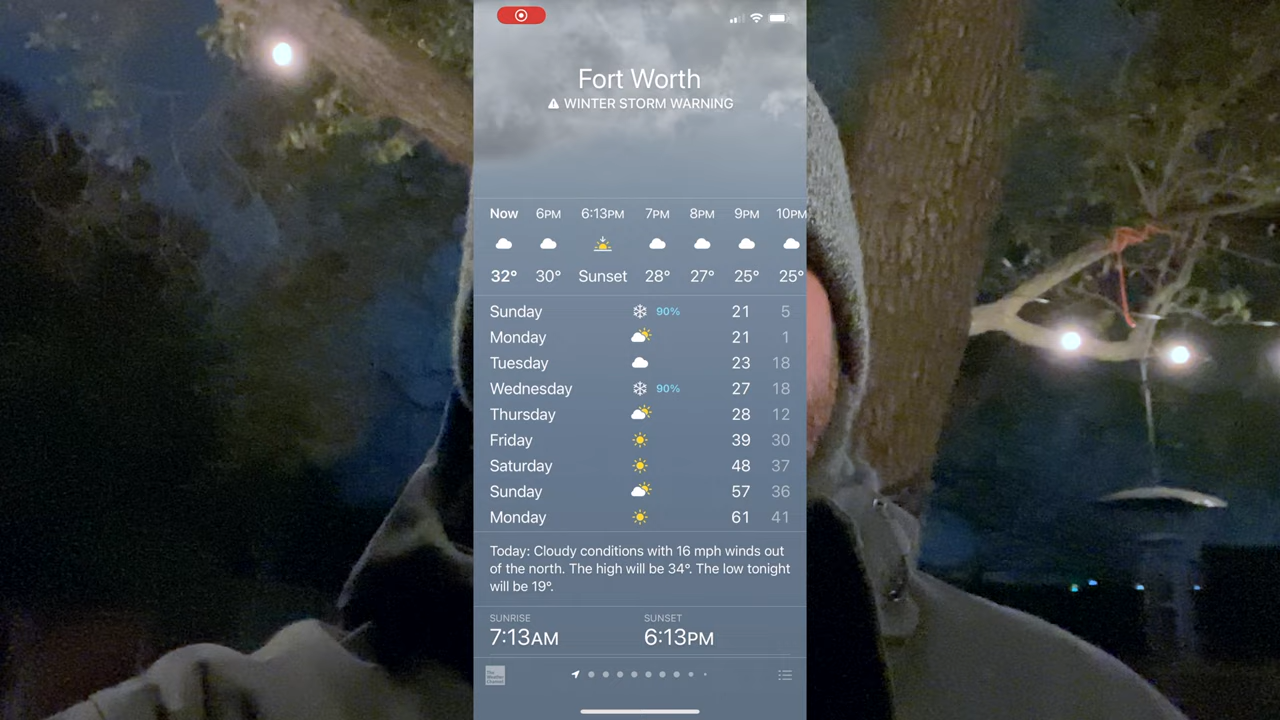 Fort Worth
⚠ WINTER STORM WARNING
Now 6PM 6:13PM 7PM 8PM 9PM 10PM
32° 30° Sunset 28° 27° 25° 25°
Sunday 90% 21 5
Monday 21 1
Tuesday 23 18
Wednesday 90% 27 18
Thursday 28 12
Friday 39 30
Saturday 48 37
Sunday 57 36
Monday 61 41
Today: Cloudy conditions with 16 mph winds out
of the north. The high will be 34°. The low tonight
will be 19°.
SUNRISE SUNSET
7:13AM 6:13PM
The
Weather
Channel